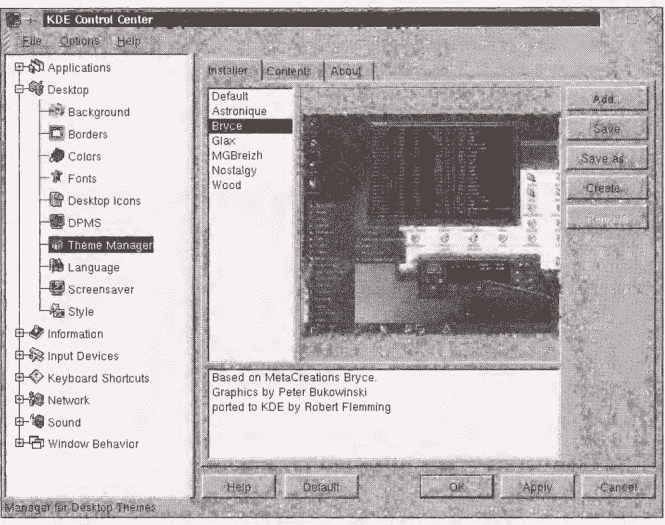 KDE Control Center
File Options Help
Applications
Desktop
Background
Borders
Colors
Fonts
Desktop Icons
DPMS
Theme Manager
Language
Screensaver
Style
Information
Input Devices
Keyboard Shortcuts
Network
Sound
Window Behavior
Installer Contents About
Default
Astronique
Bryce
Glax
MGBreizh
Nostalgy
Wood
Add...
Save
Save as...
Create...
Remove
Based on MetaCreations Bryce.
Graphics by Peter Bukowinski
ported to KDE by Robert Flemming
Help Default OK Apply Cancel
Manager for Desktop Themes